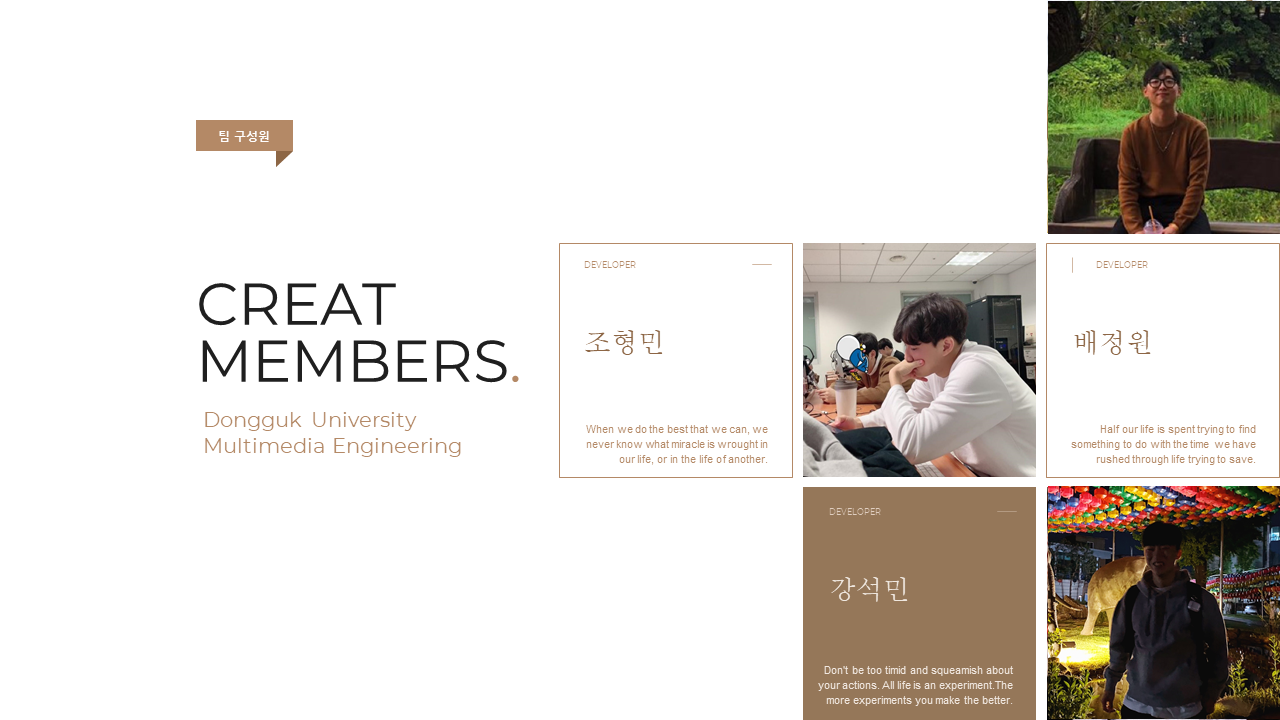 팀 구성원
CREAT
MEMBERS.
Dongguk University
Multimedia Engineering
DEVELOPER
조형민
When we do the best that we can, we
never know what miracle is wrought in
our life, or in the life of another.
DEVELOPER
배정원
Half our life is spent trying to find
something to do with the time we have
rushed through life trying to save.
DEVELOPER
강석민
Don't be too timid and squeamish about
your actions. All life is an experiment.The
more experiments you make the better.